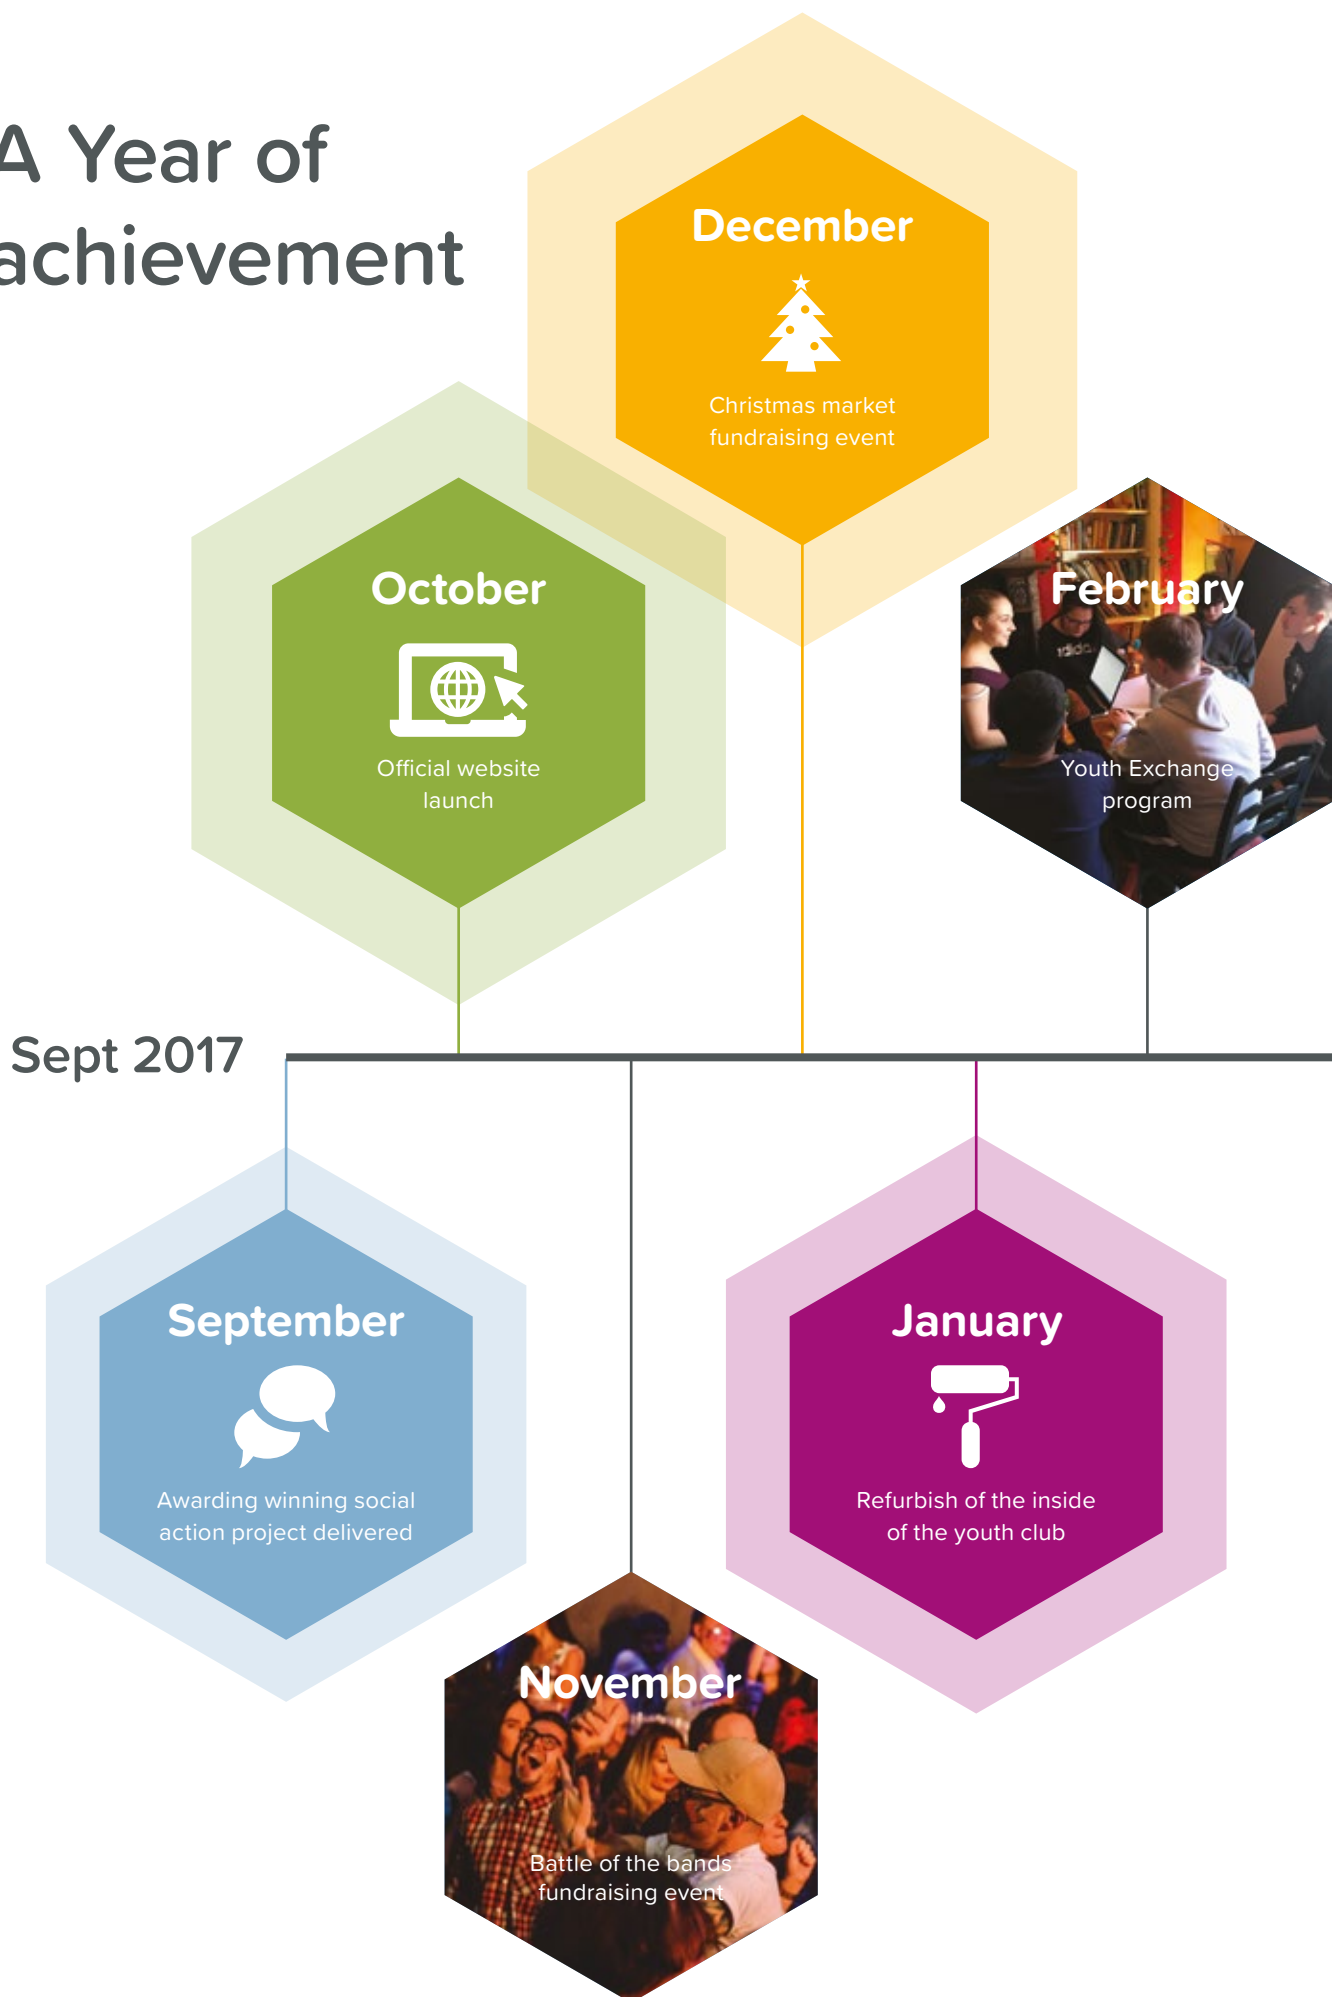 A Year of
achievement
December
Christmas market
fundraising event
October
Official website
launch
February
Youth Exchange
program
Sept 2017
September
Awarding winning social
action project delivered
January
Refurbish of the inside
of the youth club
November
Battle of the bands
fundraising event